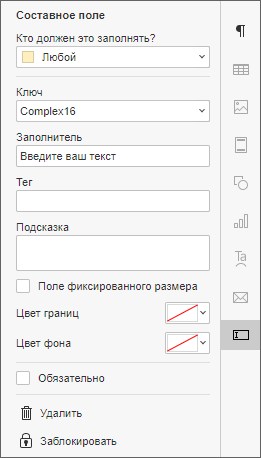 Составное поле
Кто должен это заполнять?
Любой
Ключ
Complex16
Заполнитель
Введите ваш текст
Тег
Подсказка
Поле фиксированного размера
Цвет границ
Цвет фона
Обязательно
Удалить
Заблокировать